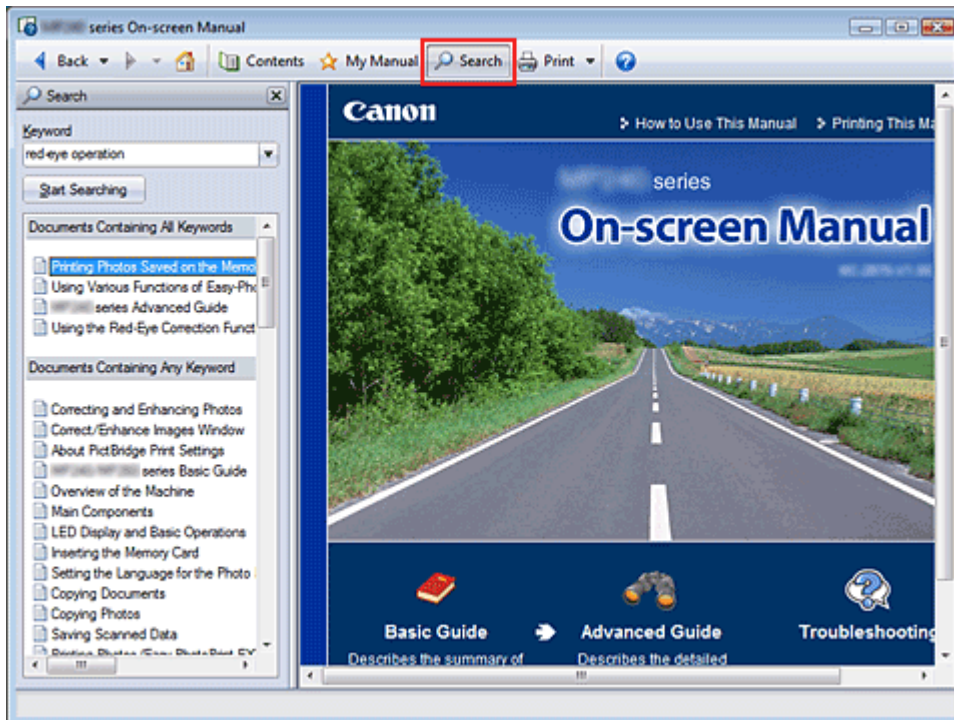 series On-screen Manual
Back Contents My Manual Search Print
Search
Keyword
red-eye operation
Start Searching
Documents Containing All Keywords
Printing Photos Saved on the Memo
Using Various Functions of Easy-Pho
series Advanced Guide
Using the Red-Eye Correction Funct
Documents Containing Any Keyword
Correcting and Enhancing Photos
Correct/Enhance Images Window
About PictBridge Print Settings
series Basic Guide
Overview of the Machine
Main Components
LED Display and Basic Operations
Inserting the Memory Card
Setting the Language for the Photo
Copying Documents
Copying Photos
Saving Scanned Data
Printing Photos (Easy-PhotoPrint EX
Canon
How to Use This Manual Printing This Ma
series
On-screen Manual
Basic Guide Advanced Guide Troubleshooting
Describes the summary of Describes the detailed